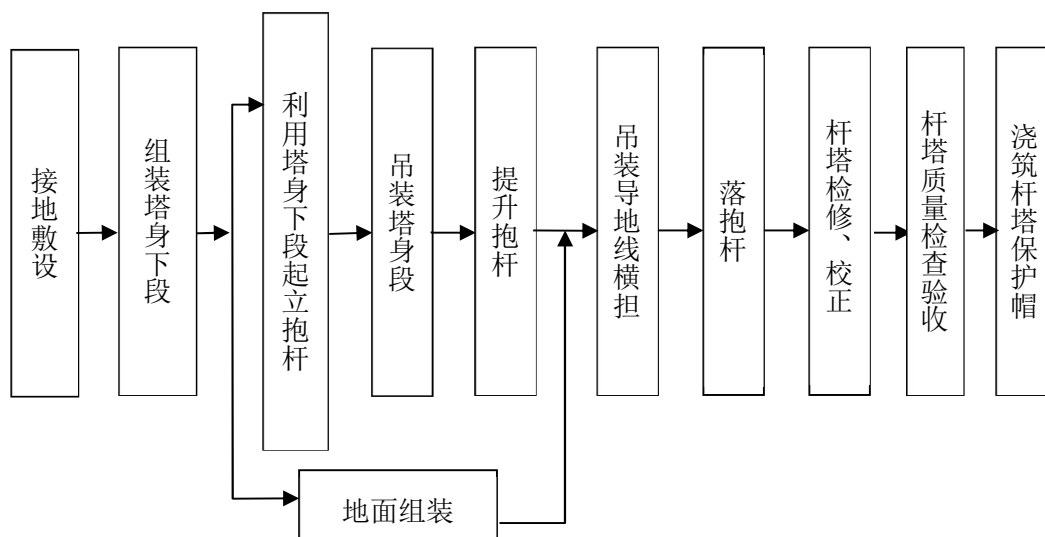 接地敷设
组装塔身下段
利用塔身下段起立抱杆
吊装塔身段
提升抱杆
吊装导地线横担
落抱杆
杆塔检修、校正
杆塔质量检查验收
浇筑杆塔保护帽
地面组装